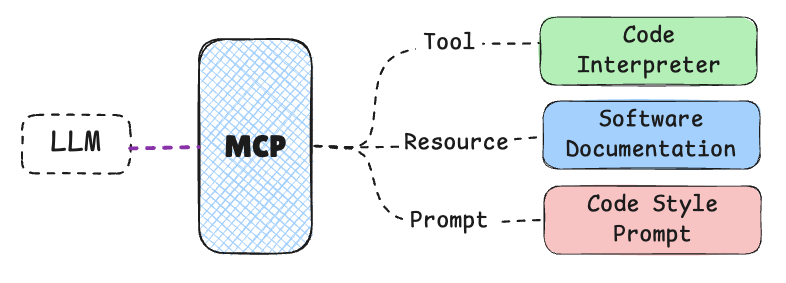 LLM
MCP
Tool
Code
Interpreter
Resource
Software
Documentation
Prompt
Code Style
Prompt